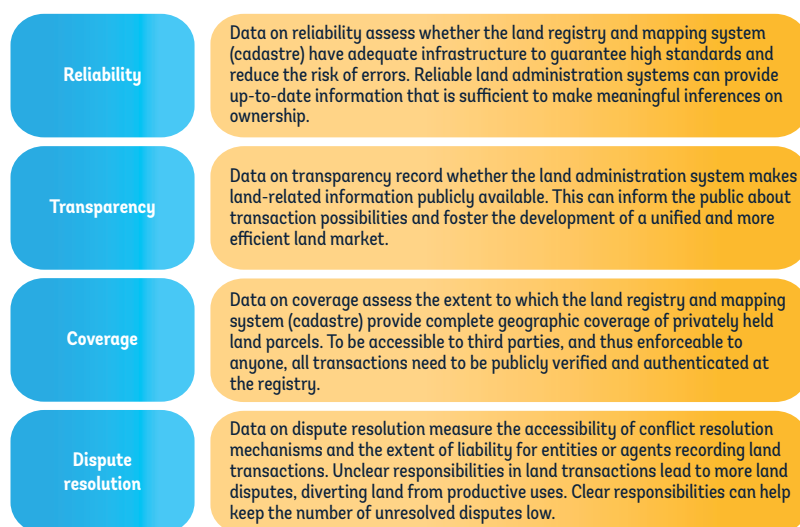 Reliability
Data on reliability assess whether the land registry and mapping system
(cadastre) have adequate infrastructure to guarantee high standards and
reduce the risk of errors. Reliable land administration systems can provide
up-to-date information that is sufficient to make meaningful inferences on
ownership.
Transparency
Data on transparency record whether the land administration system makes
land-related information publicly available. This can inform the public about
transaction possibilities and foster the development of a unified and more
efficient land market.
Coverage
Data on coverage assess the extent to which the land registry and mapping
system (cadastre) provide complete geographic coverage of privately held
land parcels. To be accessible to third parties, and thus enforceable to
anyone, all transactions need to be publicly verified and authenticated at
the registry.
Dispute
resolution
Data on dispute resolution measure the accessibility of conflict resolution
mechanisms and the extent of liability for entities or agents recording land
transactions. Unclear responsibilities in land transactions lead to more land
disputes, diverting land from productive uses. Clear responsibilities can help
keep the number of unresolved disputes low.